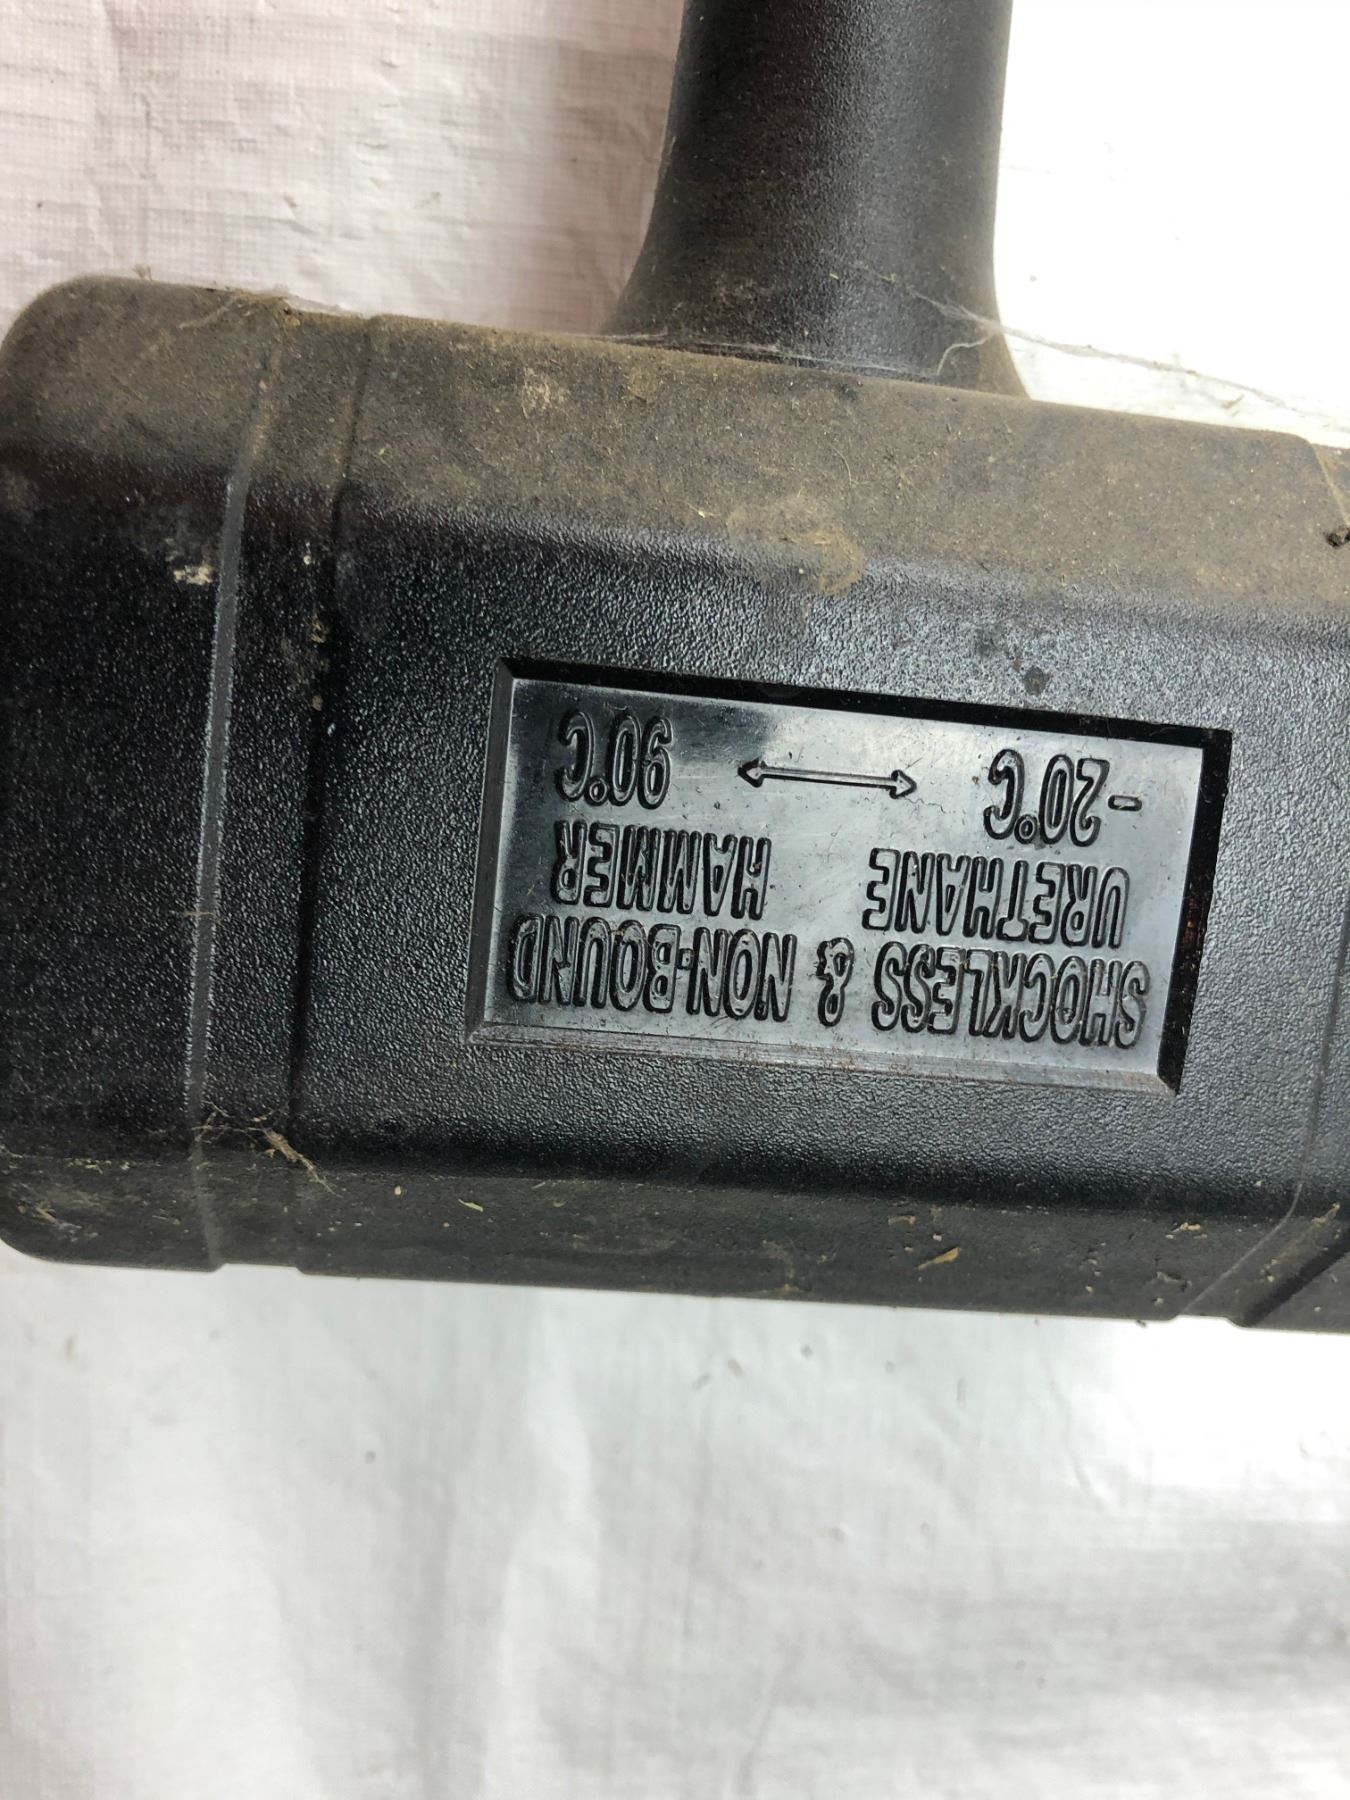 SHOCKLESS & NON-BOUND
URETHANE HAMMER
-20°C ↔ 90°C